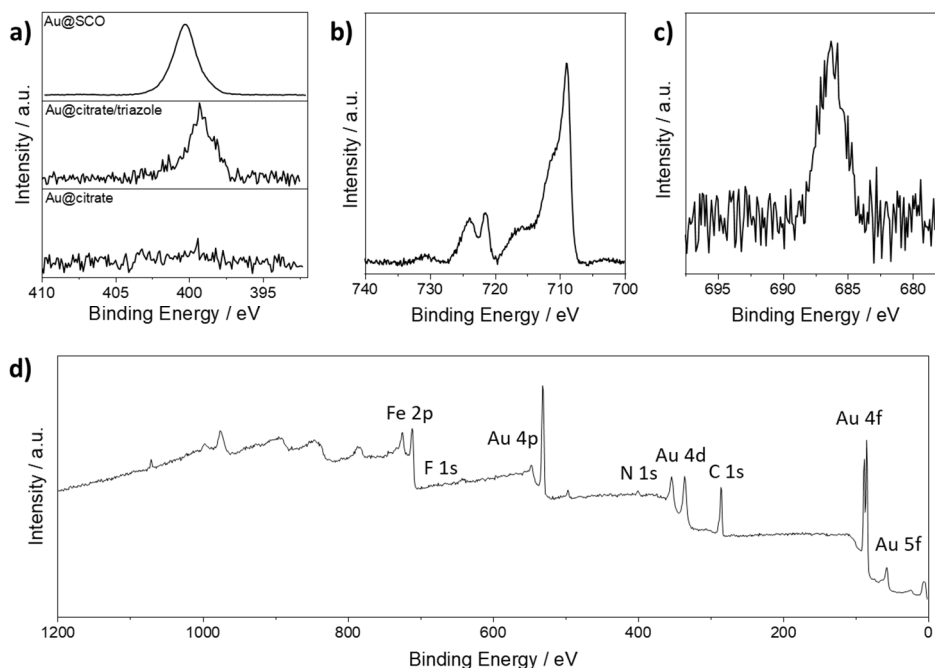 a)
Au@SCO
Au@citrate/triazole
Au@citrate
Intensity / a.u.
410 405 400 395
Binding Energy / eV
b)
Intensity / a.u.
740 730 720 710 700
Binding Energy / eV
c)
Intensity / a.u.
695 690 685 680
Binding Energy / eV
d)
Intensity / a.u.
Fe 2p
F 1s
Au 4p
N 1s
Au 4d
C 1s
Au 4f
Au 5f
1200 1000 800 600 400 200 0
Binding Energy / eV